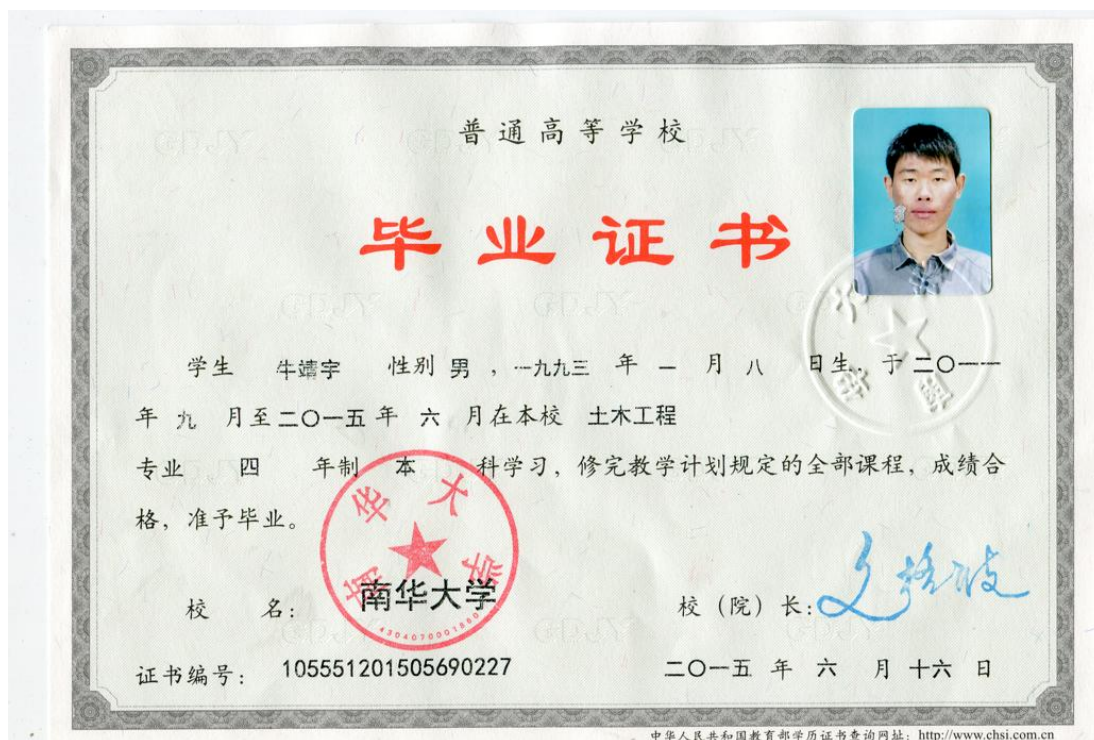 普通高等学校
毕业证书
学生 牛靖宇 性别 男 ，一九九三 年 一 月 八 日生，于 二〇一一
年 九 月至 二〇一五 年 六 月在本校 土木工程
专业 四 年制 本 科学习，修完教学计划规定的全部课程，成绩合
格，准予毕业。
南华大学
4304070001880
校 名： 南华大学 校（院）长：
证书编号： 105551201505690227 二〇一五 年 六 月 十六 日
中华人民共和国教育部学历证书查询网址：http://www.chsi.com.cn